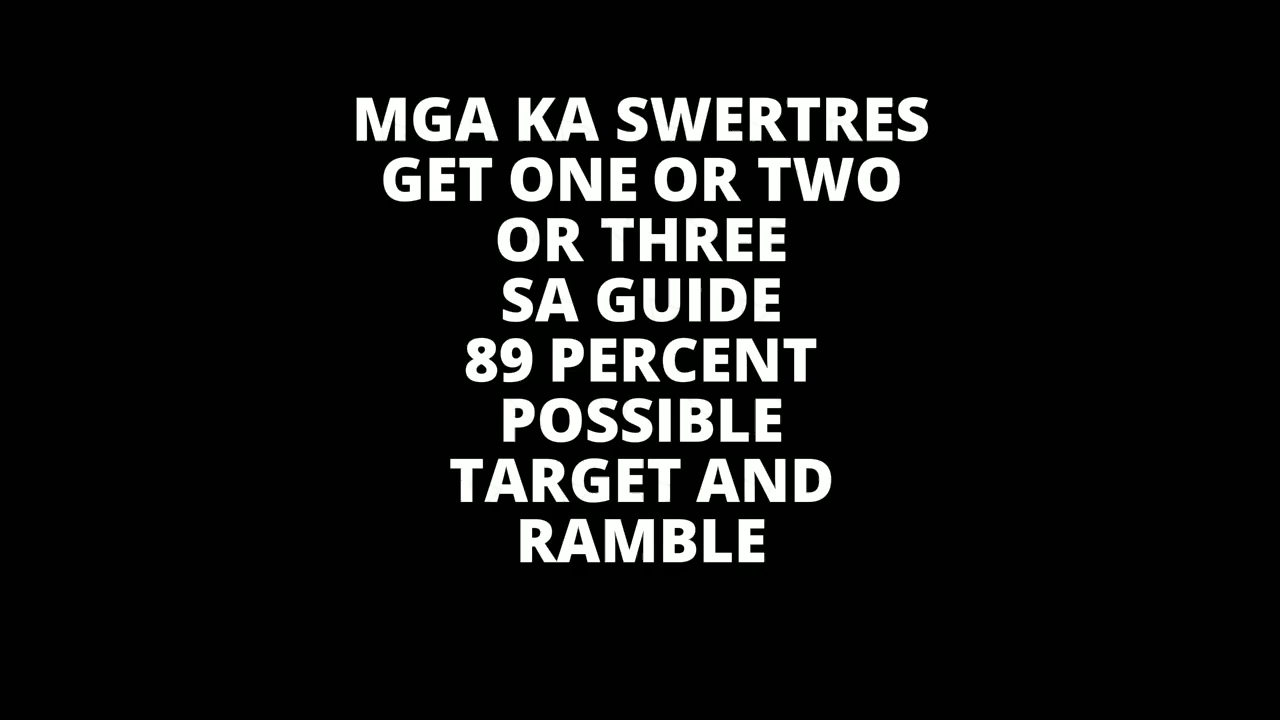 MGA KA SWERTRES
GET ONE OR TWO
OR THREE
SA GUIDE
89 PERCENT
POSSIBLE
TARGET AND
RAMBLE